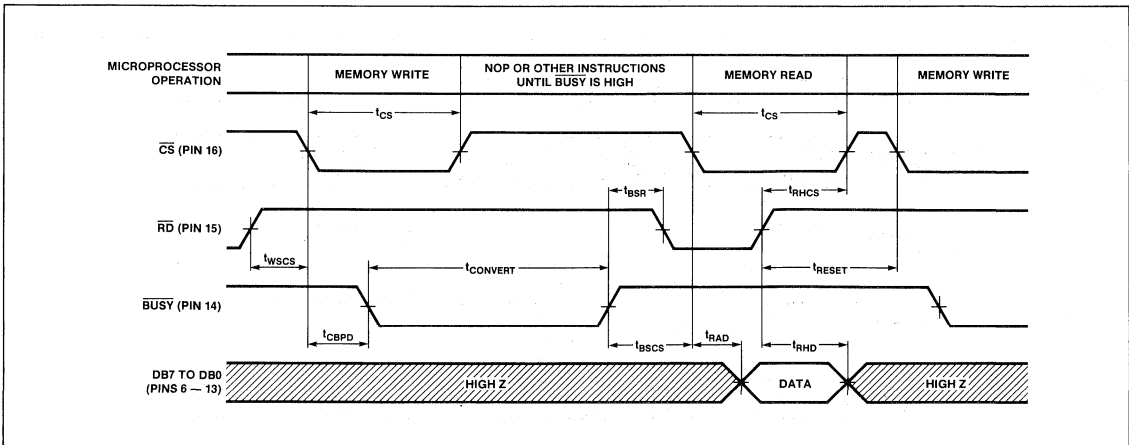 MICROPROCESSOR
OPERATION
MEMORY WRITE
NOP OR OTHER INSTRUCTIONS
UNTIL BUSY IS HIGH
MEMORY READ
MEMORY WRITE
tCS
tCS
CS (PIN 16)
tBSR
tRHCS
RD (PIN 15)
tWSCS
tCONVERT
tRESET
BUSY (PIN 14)
tCBPD
tBSCS
tRAD
tRHD
DB7 TO DB0
(PINS 6 — 13)
HIGH Z
DATA
HIGH Z